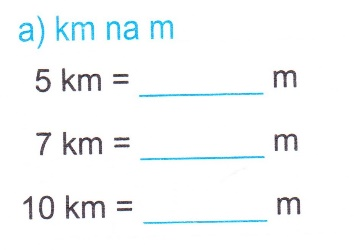 a) km na m
5 km = ________ m
7 km = ________ m
10 km = ________ m